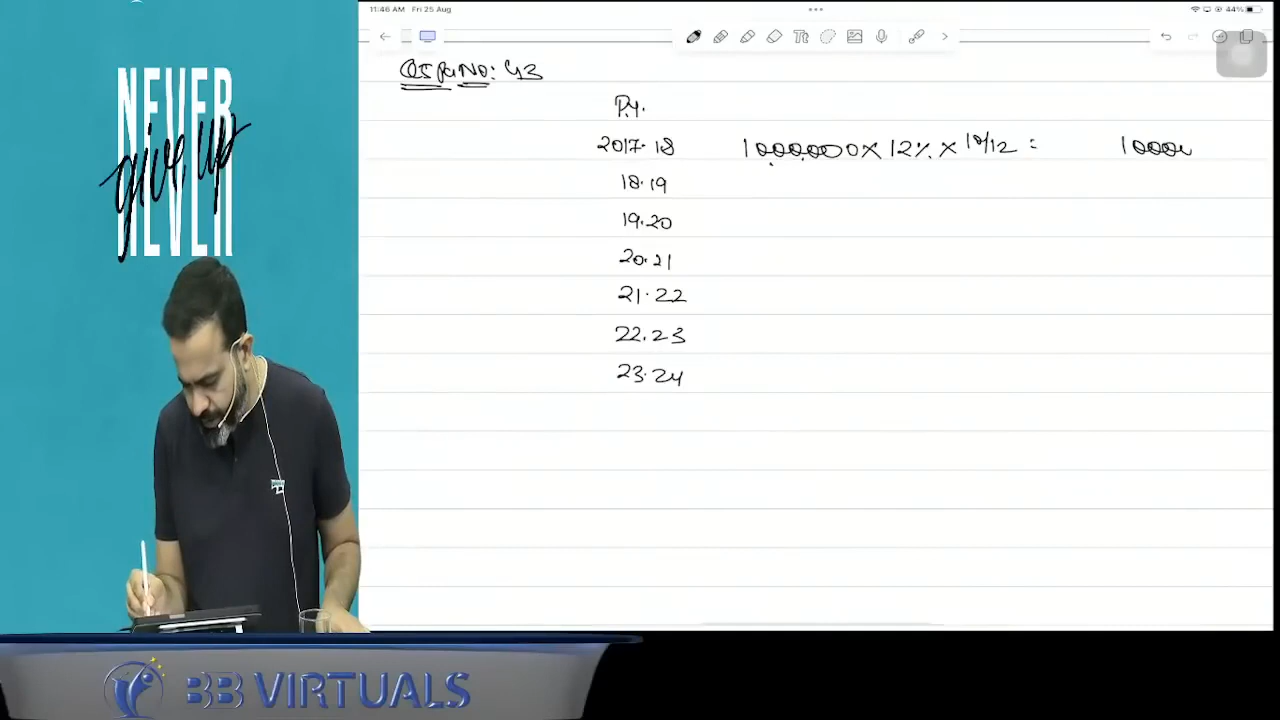 11:46 AM Fri 25 Aug
44%
NEVER
give up
NEVER
No: 43
P.y.
2017-18 1000000 x 12% x 10/12 = 10000
18-19
19-20
20-21
21-22
22-23
23-24
BB VIRTUALS